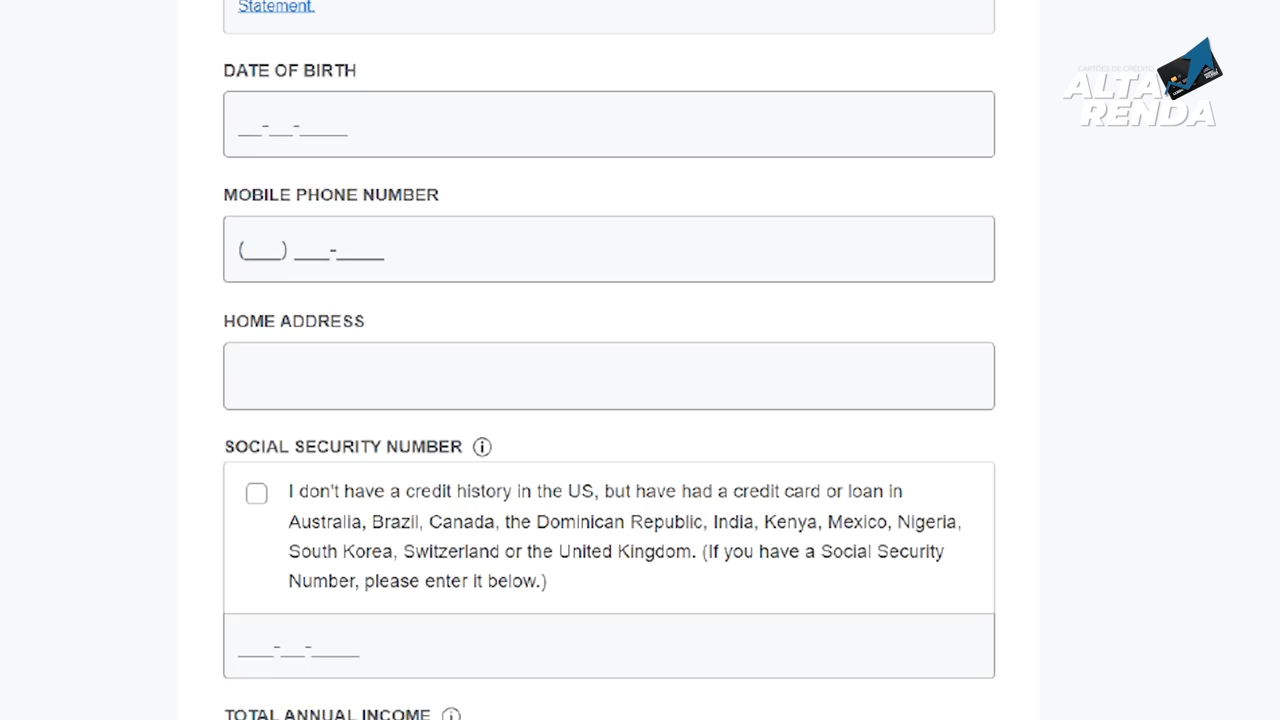 Statement.
DATE OF BIRTH
__-__-____
MOBILE PHONE NUMBER
(___) ___-____
HOME ADDRESS
SOCIAL SECURITY NUMBER
I don't have a credit history in the US, but have had a credit card or loan in
Australia, Brazil, Canada, the Dominican Republic, India, Kenya, Mexico, Nigeria,
South Korea, Switzerland or the United Kingdom. (If you have a Social Security
Number, please enter it below.)
___-__-____
TOTAL ANNUAL INCOME
CARTÕES DE CRÉDITO
ALTA
RENDA